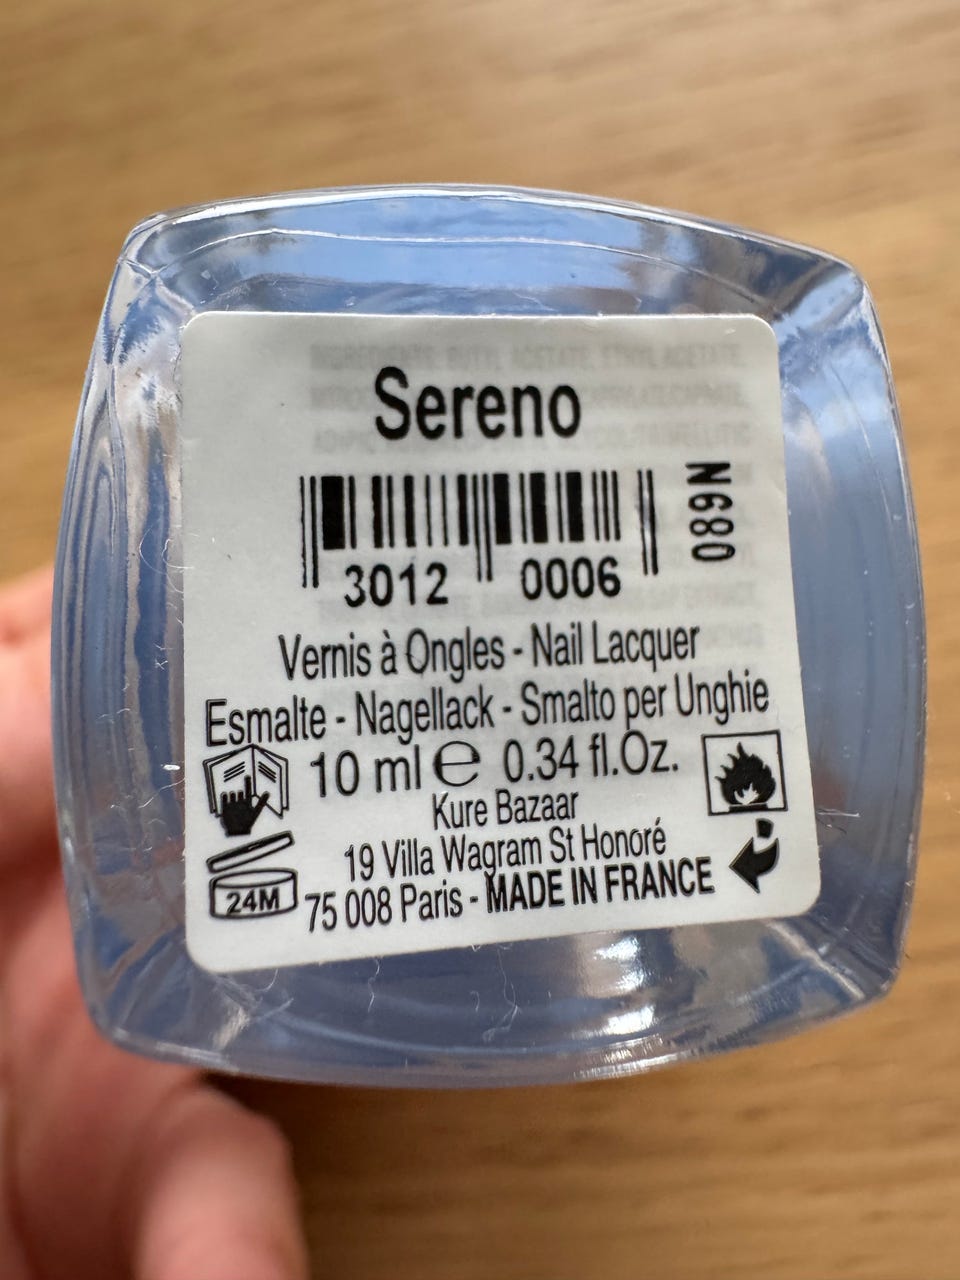 Sereno
089N
3012 0006
Vernis à Ongles - Nail Lacquer
Esmalte - Nagellack - Smalto per Unghie
10 ml ℮ 0.34 fl.Oz.
Kure Bazaar
19 Villa Wagram St Honoré
24M
75 008 Paris - MADE IN FRANCE